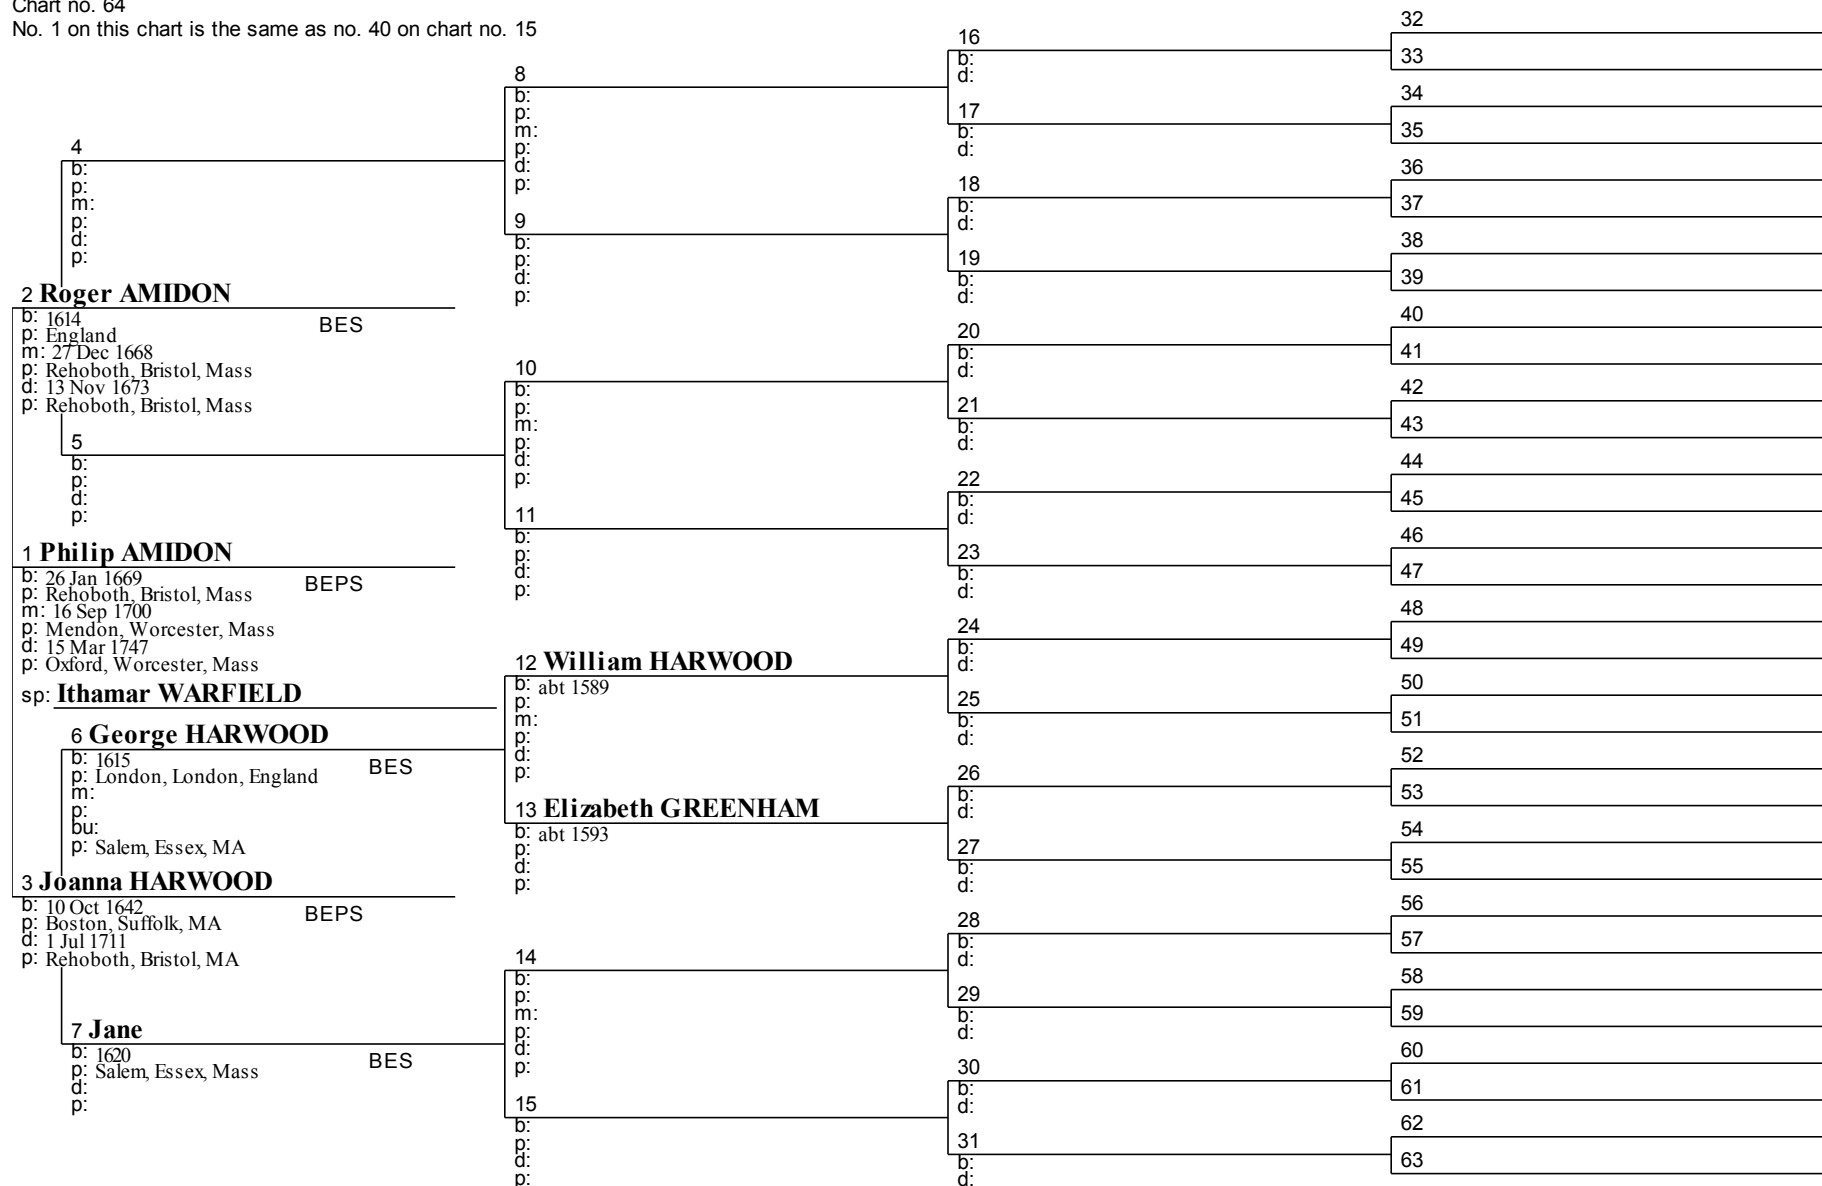 Chart no. 64
No. 1 on this chart is the same as no. 40 on chart no. 15
4
b:
p:
m:
p:
d:
p:
2 Roger AMIDON
b: 1614
BES
p: England
m: 27 Dec 1668
p: Rehoboth, Bristol, Mass
d: 13 Nov 1673
p: Rehoboth, Bristol, Mass
5
b:
p:
d:
p:
1 Philip AMIDON
b: 26 Jan 1669
BEPS
p: Rehoboth, Bristol, Mass
m: 16 Sep 1700
p: Mendon, Worcester, Mass
d: 15 Mar 1747
p: Oxford, Worcester, Mass
sp: Ithamar WARFIELD
6 George HARWOOD
b: 1615
BES
p: London, London, England
m:
p:
bu:
p: Salem, Essex, MA
3 Joanna HARWOOD
b: 10 Oct 1642
BEPS
p: Boston, Suffolk, MA
d: 1 Jul 1711
p: Rehoboth, Bristol, MA
7 Jane
b: 1620
BES
p: Salem, Essex, Mass
d:
p:
8
b:
p:
m:
p:
d:
p:
9
b:
p:
d:
p:
10
b:
p:
m:
p:
d:
p:
11
b:
p:
d:
p:
12 William HARWOOD
b: abt 1589
p:
m:
p:
d:
p:
13 Elizabeth GREENHAM
b: abt 1593
p:
d:
p:
14
b:
p:
m:
p:
d:
p:
15
b:
p:
d:
p:
16
b:
d:
17
b:
d:
18
b:
d:
19
b:
d:
20
b:
d:
21
b:
d:
22
b:
d:
23
b:
d:
24
b:
d:
25
b:
d:
26
b:
d:
27
b:
d:
28
b:
d:
29
b:
d:
30
b:
d:
31
b:
d:
32
33
34
35
36
37
38
39
40
41
42
43
44
45
46
47
48
49
50
51
52
53
54
55
56
57
58
59
60
61
62
63